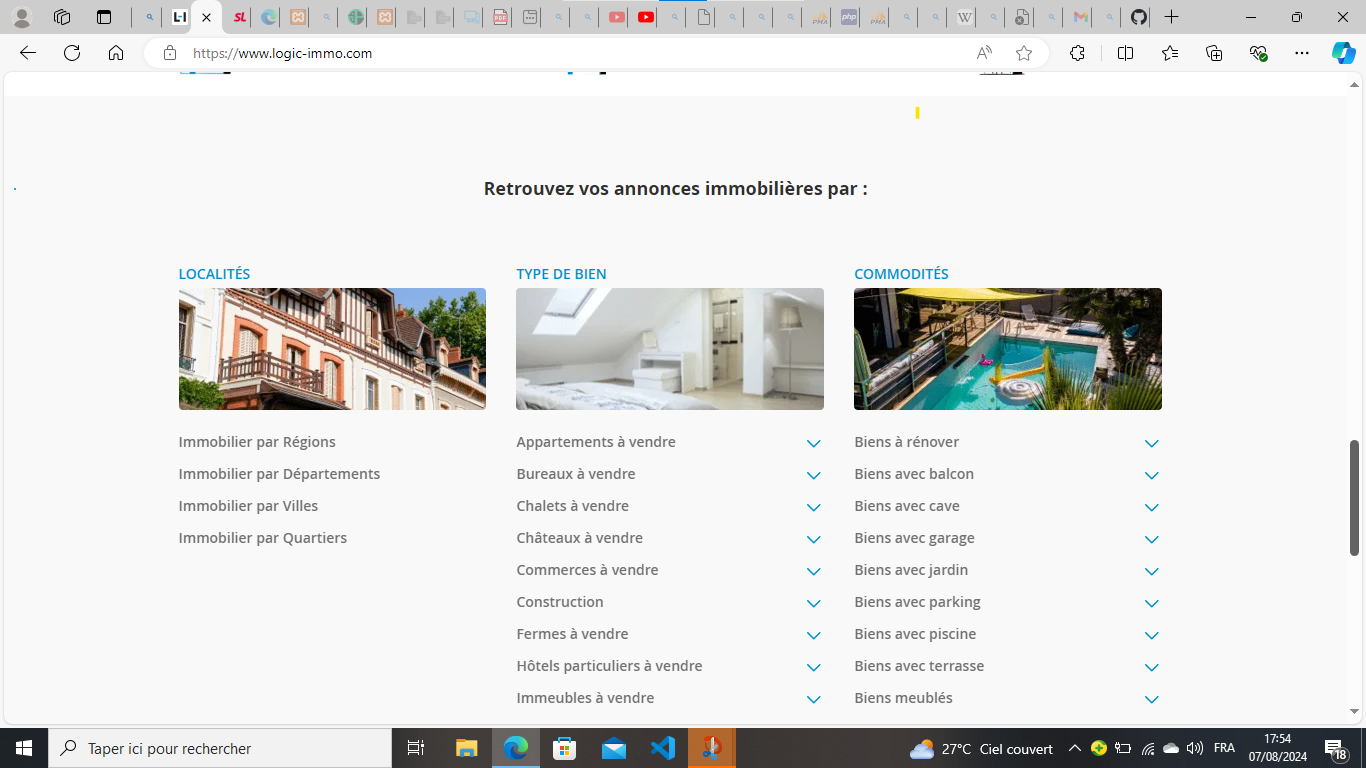 https://www.logic-immo.com
Retrouvez vos annonces immobilières par :
LOCALITÉS
Immobilier par Régions
Immobilier par Départements
Immobilier par Villes
Immobilier par Quartiers
TYPE DE BIEN
Appartements à vendre
Bureaux à vendre
Chalets à vendre
Châteaux à vendre
Commerces à vendre
Construction
Fermes à vendre
Hôtels particuliers à vendre
Immeubles à vendre
COMMODITÉS
Biens à rénover
Biens avec balcon
Biens avec cave
Biens avec garage
Biens avec jardin
Biens avec parking
Biens avec piscine
Biens avec terrasse
Biens meublés
Taper ici pour rechercher
27°C Ciel couvert
FRA
17:54
07/08/2024
18